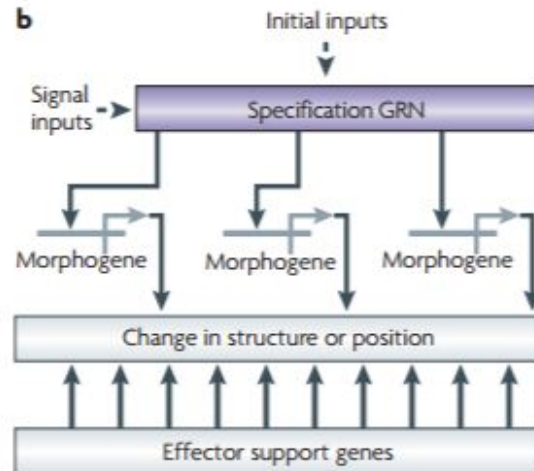 b
Initial inputs
Signal
inputs
Specification GRN
Morphogene
Morphogene
Morphogene
Change in structure or position
Effector support genes